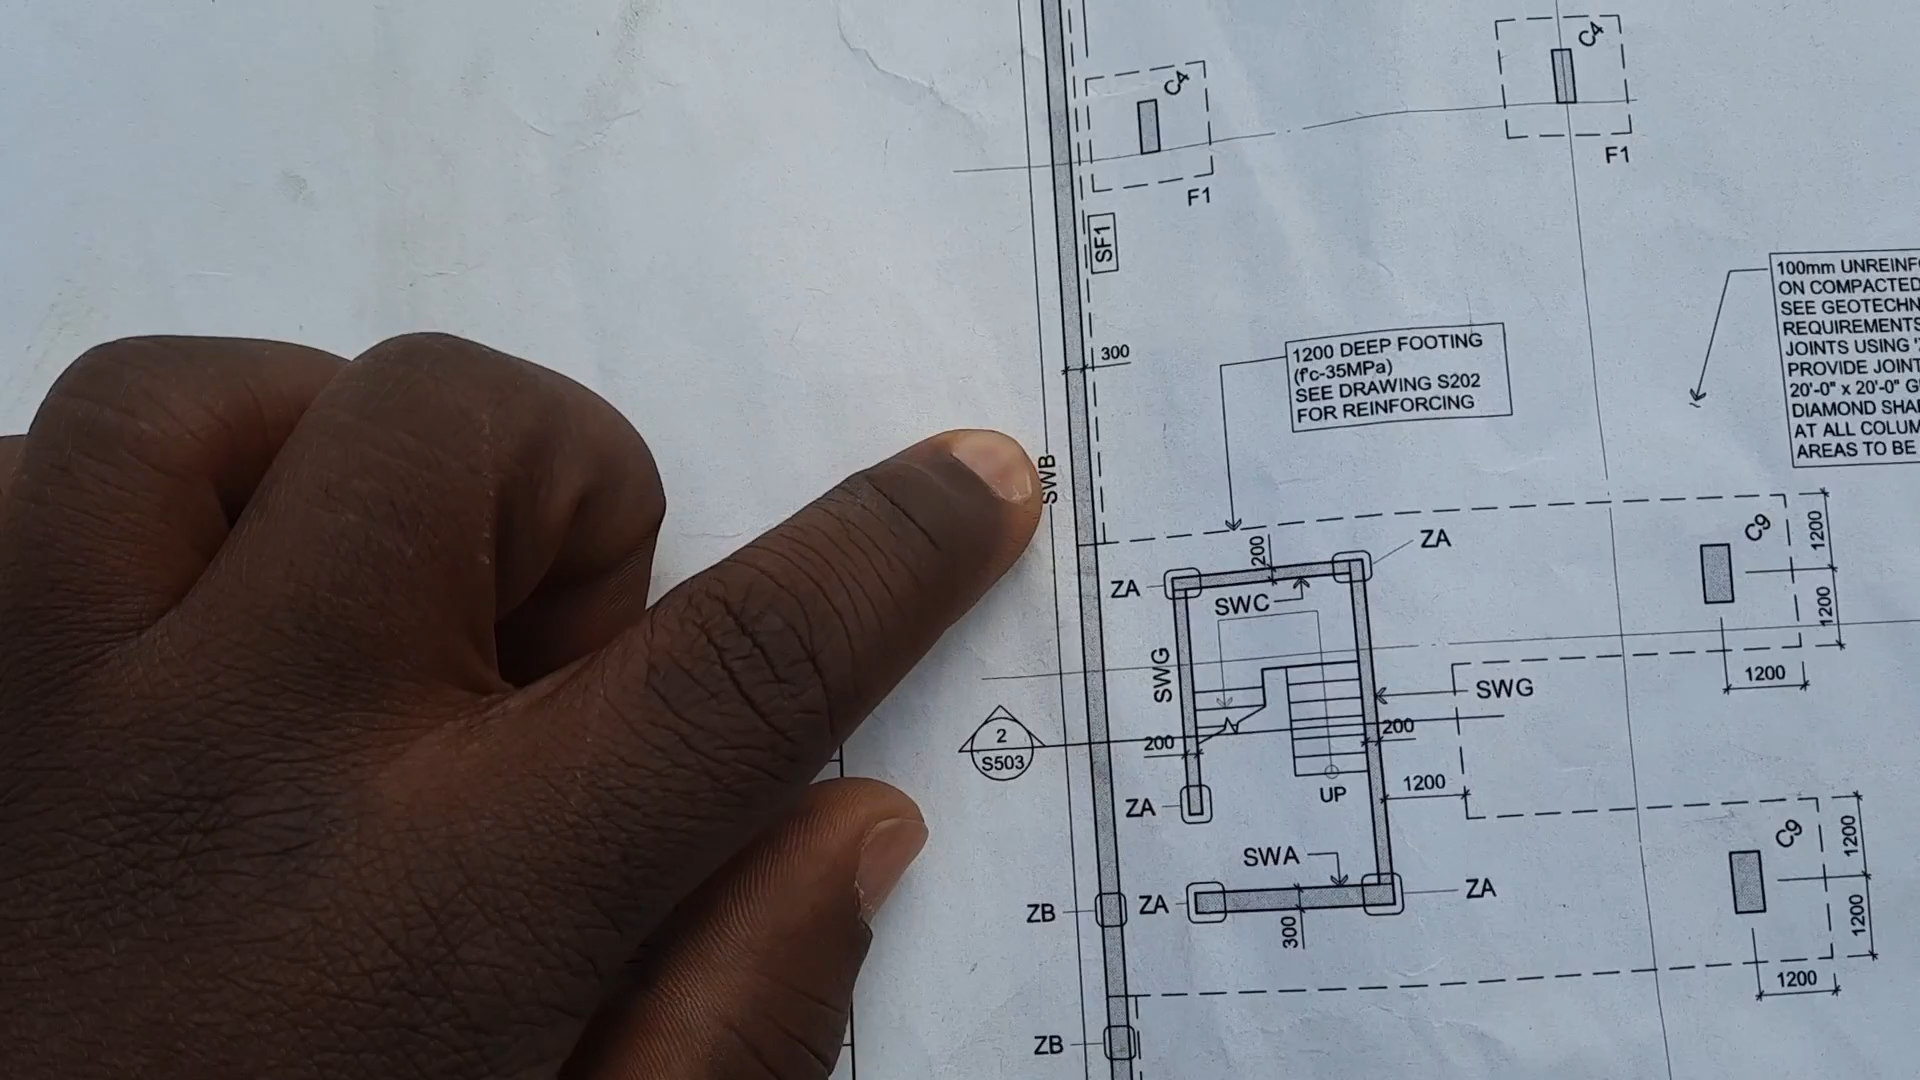 C4
C4
F1
F1
SF1
100mm UNREINF
ON COMPACTED
SEE GEOTECHN
REQUIREMENTS
JOINTS USING
PROVIDE JOINT
20'-0" x 20'-0" G
DIAMOND SHA
AT ALL COLUM
AREAS TO BE
300
1200 DEEP FOOTING
(f'c-35MPa)
SEE DRAWING S202
FOR REINFORCING
SWB
200
ZA
C9
1200
1200
ZA
SWC
SWG
SWG
1200
2
S503
200
200
1200
UP
ZA
SWA
C9
1200
1200
ZB
ZA
ZA
300
1200
ZB